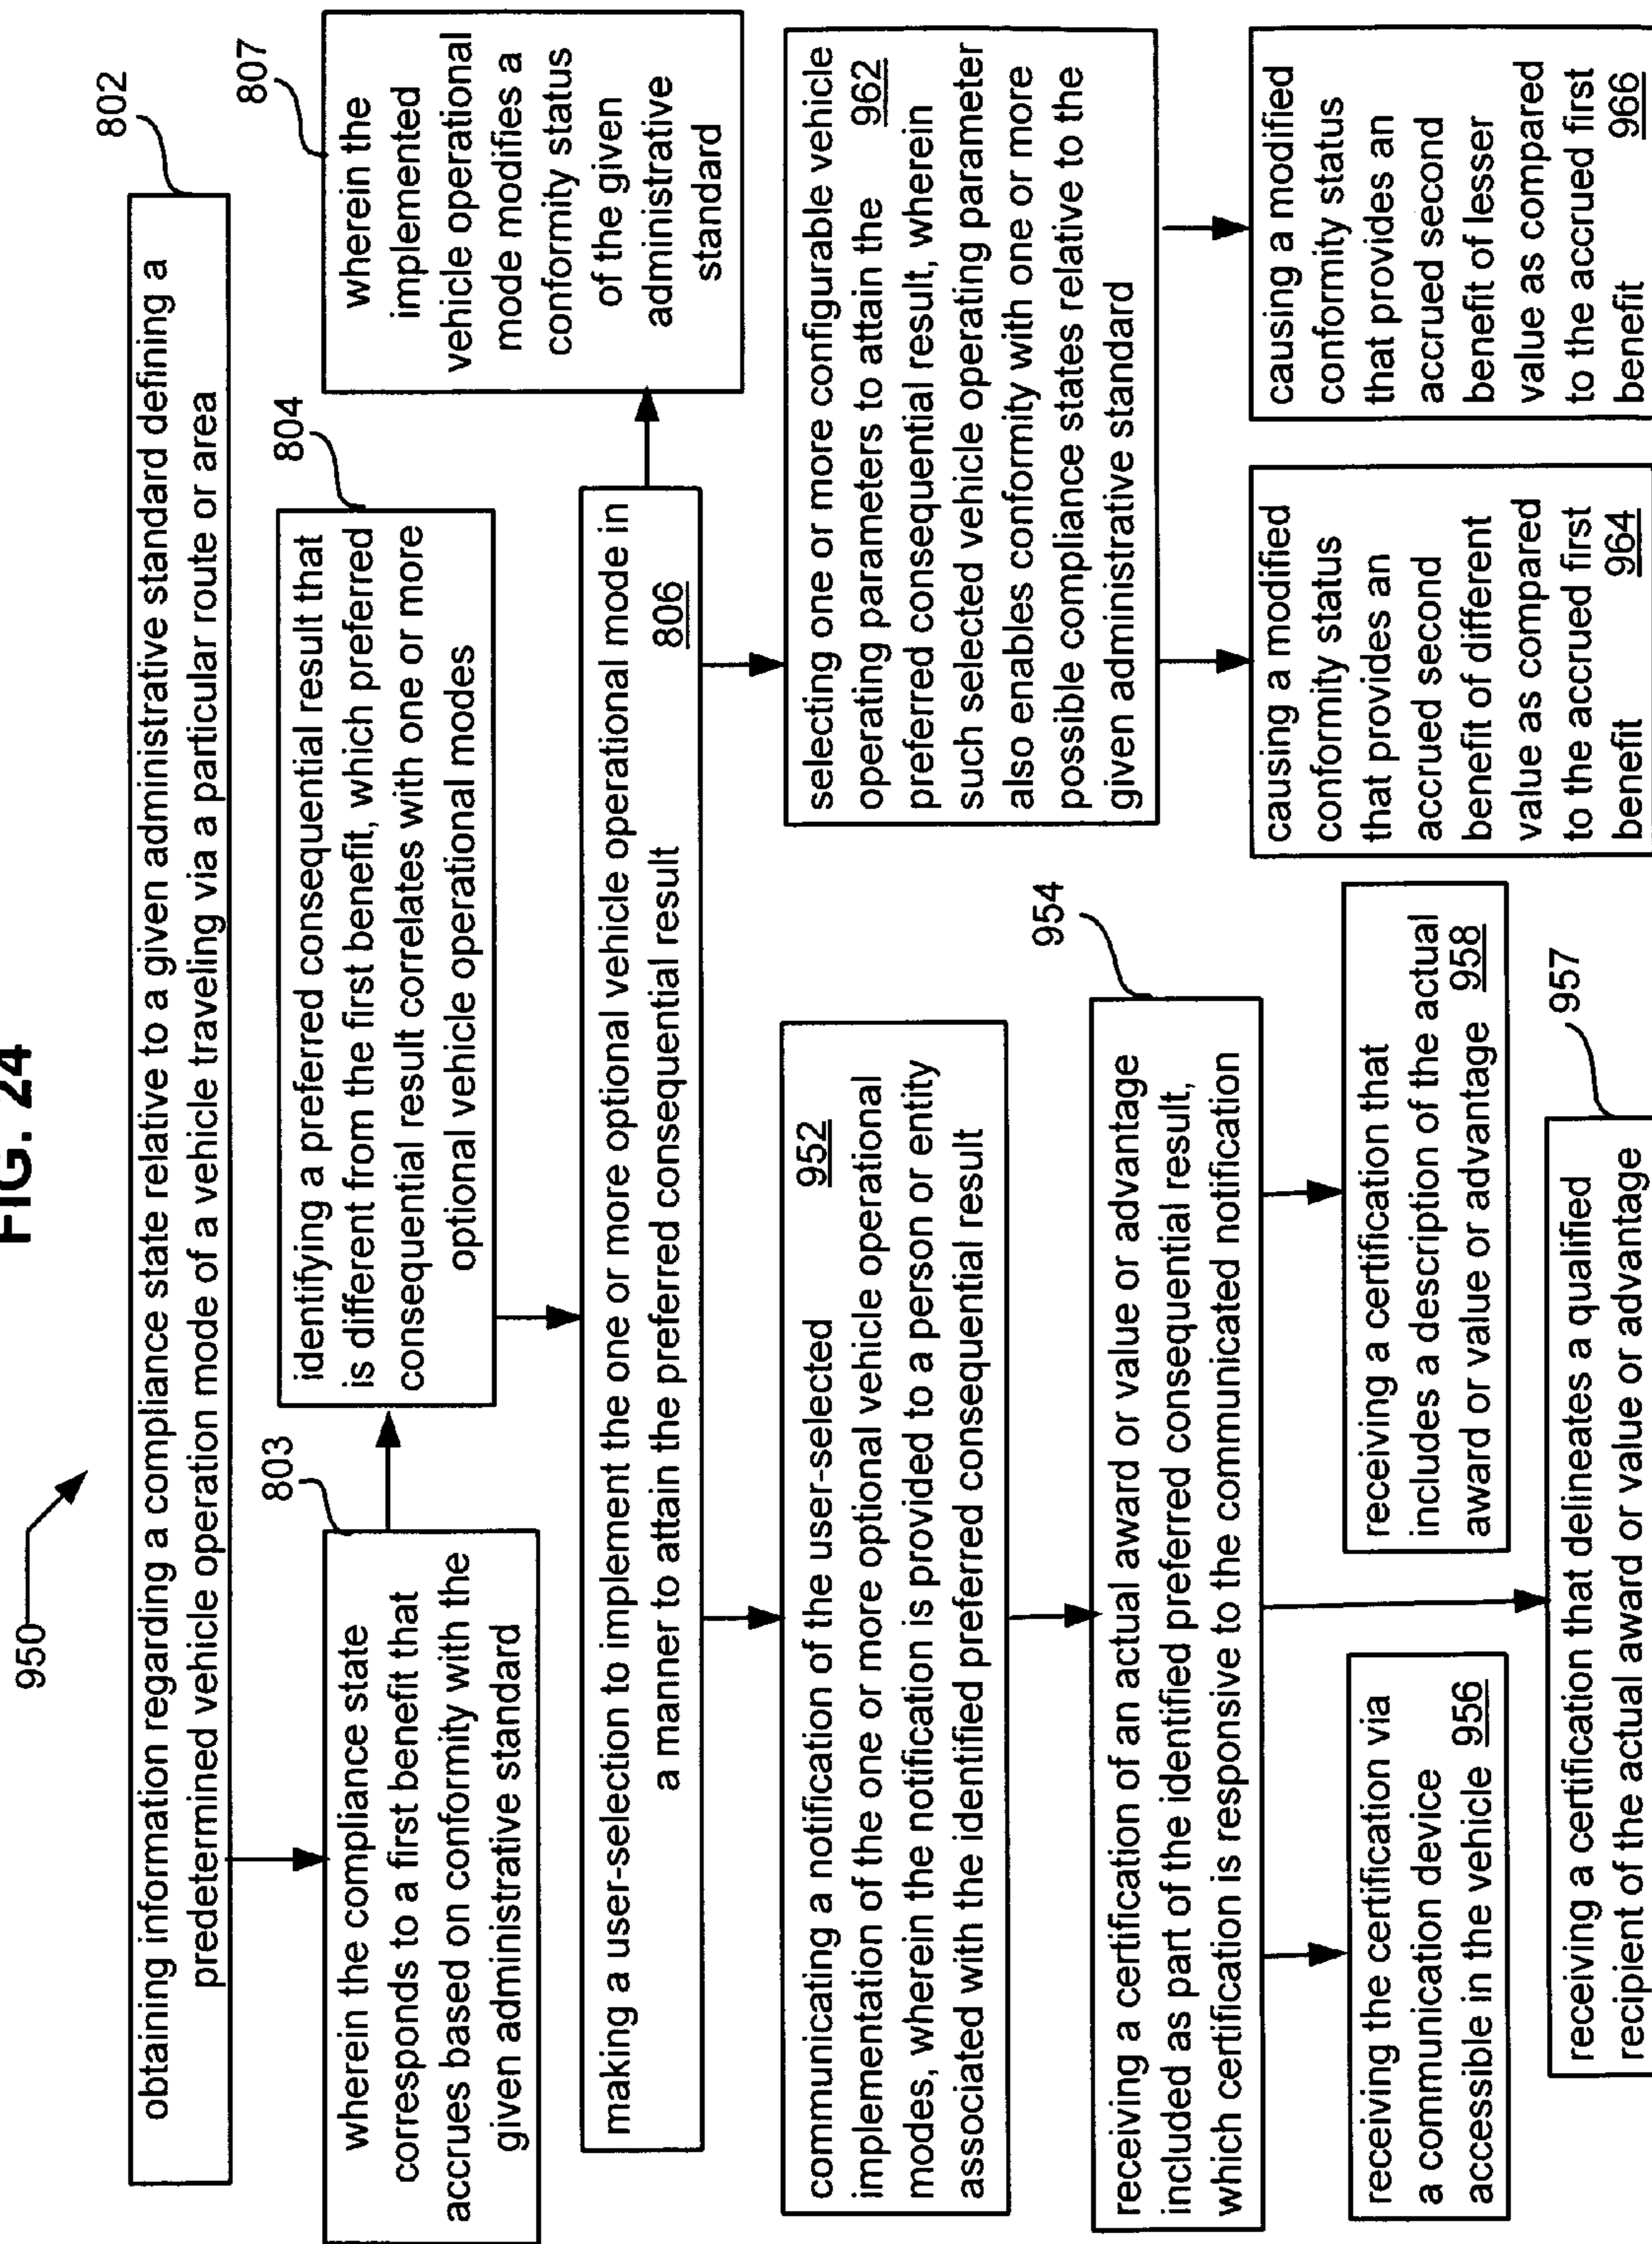 FIG. 24
950
802
obtaining information regarding a compliance state relative to a given administrative standard defining a
predetermined vehicle operation mode of a vehicle traveling via a particular route or area
803
wherein the compliance state
corresponds to a first benefit that
accrues based on conformity with the
given administrative standard
804
identifying a preferred consequential result that
is different from the first benefit, which preferred
consequential result correlates with one or more
optional vehicle operational modes
807
wherein the
implemented
vehicle operational
mode modifies a
conformity status
of the given
administrative
standard
making a user-selection to implement the one or more optional vehicle operational mode in
a manner to attain the preferred consequential result 806
communicating a notification of the user-selected 952
implementation of the one or more optional vehicle operational
modes, wherein the notification is provided to a person or entity
associated with the identified preferred consequential result
selecting one or more configurable vehicle
operating parameters to attain the 962
preferred consequential result, wherein
such selected vehicle operating parameter
also enables conformity with one or more
possible compliance states relative to the
given administrative standard
954
receiving a certification of an actual award or value or advantage
included as part of the identified preferred consequential result,
which certification is responsive to the communicated notification
causing a modified
conformity status
that provides an
accrued second
benefit of different
value as compared
to the accrued first
benefit 964
causing a modified
conformity status
that provides an
accrued second
benefit of lesser
value as compared
to the accrued first
benefit 966
receiving the certification via
a communication device
accessible in the vehicle 956
receiving a certification that
includes a description of the actual
award or value or advantage 958
957
receiving a certification that delineates a qualified
recipient of the actual award or value or advantage